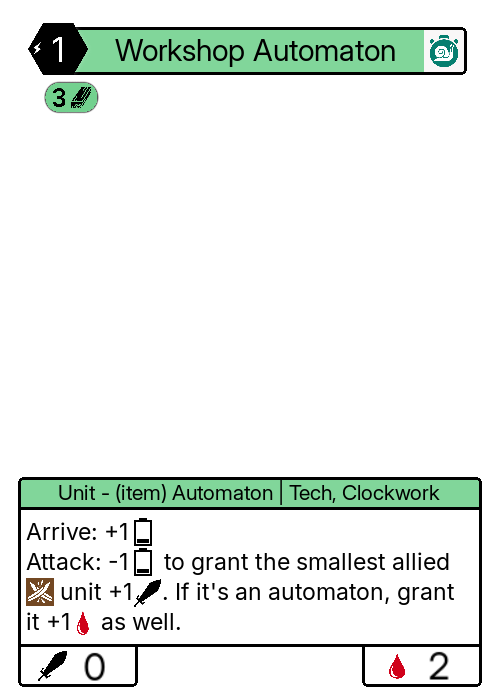 1 Workshop Automaton
3
Unit - (item) Automaton | Tech, Clockwork
Arrive: +1
Attack: -1 to grant the smallest allied
unit +1. If it's an automaton, grant
it +1 as well.
0 2